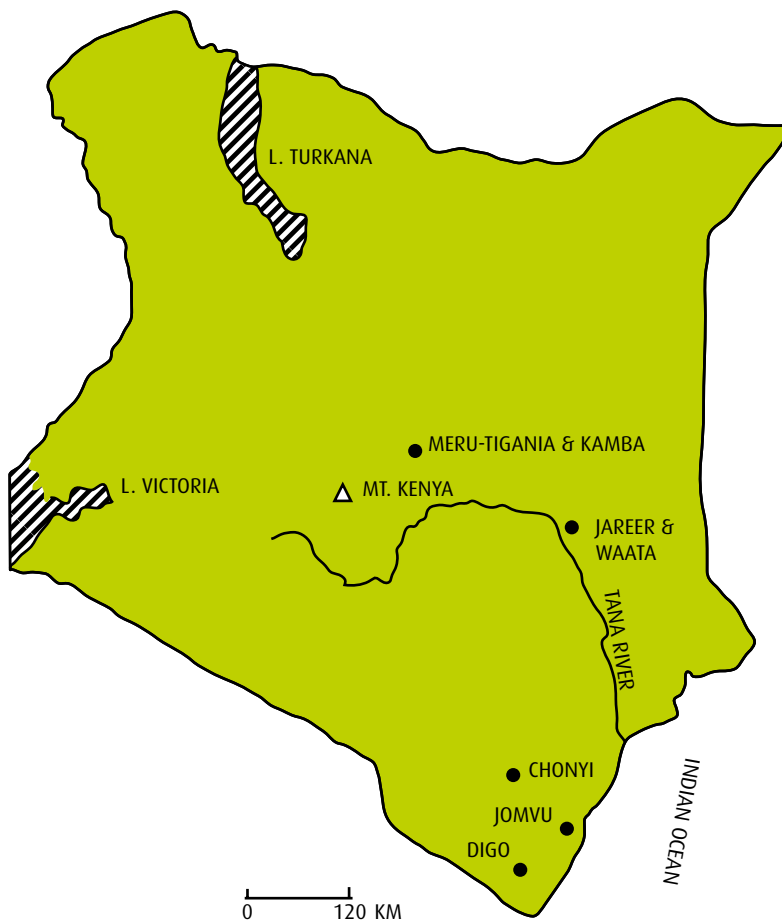 L. TURKANA
MERU-TIGANIA & KAMBA
L. VICTORIA
MT. KENYA
JAREER &
WAATA
TANA RIVER
CHONYI
INDIAN OCEAN
JOMVU
DIGO
0 120 KM